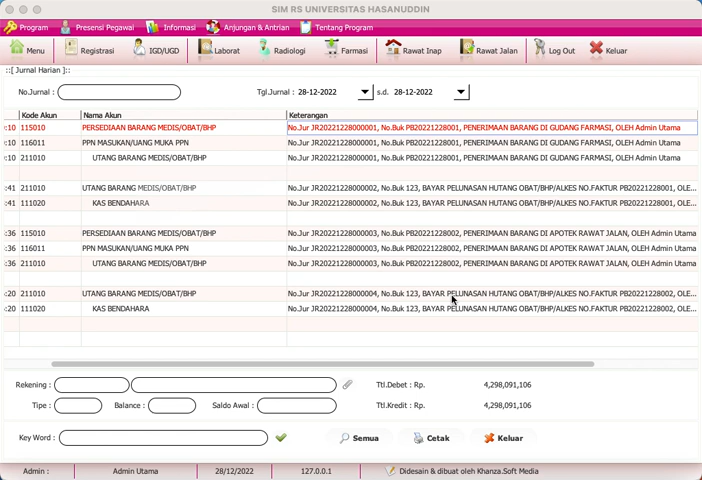 SIM RS UNIVERSITAS HASANUDDIN
Program Presensi Pegawai Informasi Anjungan & Antrian Tentang Program
Menu Registrasi IGD/UGD Laborat Radiologi Farmasi Rawat Inap Rawat Jalan Log Out Keluar
::[ Jurnal Harian ]::
No.Jurnal : Tgl.Jurnal : 28-12-2022 s.d. 28-12-2022
Kode Akun Nama Akun Keterangan
:10 115010 PERSEDIAAN BARANG MEDIS/OBAT/BHP No.Jur JR20221228000001, No.Buk PB20221228001, PENERIMAAN BARANG DI GUDANG FARMASI, OLEH Admin Utama
:10 116011 PPN MASUKAN/UANG MUKA PPN No.Jur JR20221228000001, No.Buk PB20221228001, PENERIMAAN BARANG DI GUDANG FARMASI, OLEH Admin Utama
:10 211010 UTANG BARANG MEDIS/OBAT/BHP No.Jur JR20221228000001, No.Buk PB20221228001, PENERIMAAN BARANG DI GUDANG FARMASI, OLEH Admin Utama
:41 211010 UTANG BARANG MEDIS/OBAT/BHP No.Jur JR20221228000002, No.Buk 123, BAYAR PELUNASAN HUTANG OBAT/BHP/ALKES NO.FAKTUR PB20221228001, OLE...
:41 111020 KAS BENDAHARA No.Jur JR20221228000002, No.Buk 123, BAYAR PELUNASAN HUTANG OBAT/BHP/ALKES NO.FAKTUR PB20221228001, OLE...
:36 115010 PERSEDIAAN BARANG MEDIS/OBAT/BHP No.Jur JR20221228000003, No.Buk PB20221228002, PENERIMAAN BARANG DI APOTEK RAWAT JALAN, OLEH Admin Utama
:36 116011 PPN MASUKAN/UANG MUKA PPN No.Jur JR20221228000003, No.Buk PB20221228002, PENERIMAAN BARANG DI APOTEK RAWAT JALAN, OLEH Admin Utama
:36 211010 UTANG BARANG MEDIS/OBAT/BHP No.Jur JR20221228000003, No.Buk PB20221228002, PENERIMAAN BARANG DI APOTEK RAWAT JALAN, OLEH Admin Utama
:20 211010 UTANG BARANG MEDIS/OBAT/BHP No.Jur JR20221228000004, No.Buk 123, BAYAR PELUNASAN HUTANG OBAT/BHP/ALKES NO.FAKTUR PB20221228002, OLE...
:20 111020 KAS BENDAHARA No.Jur JR20221228000004, No.Buk 123, BAYAR PELUNASAN HUTANG OBAT/BHP/ALKES NO.FAKTUR PB20221228002, OLE...
Rekening : Ttl.Debet : Rp. 4,298,091,106
Tipe : Balance : Saldo Awal : Ttl.Kredit : Rp. 4,298,091,106
Key Word : Semua Cetak Keluar
Admin : Admin Utama 28/12/2022 127.0.0.1 Didesain & dibuat oleh Khanza.Soft Media